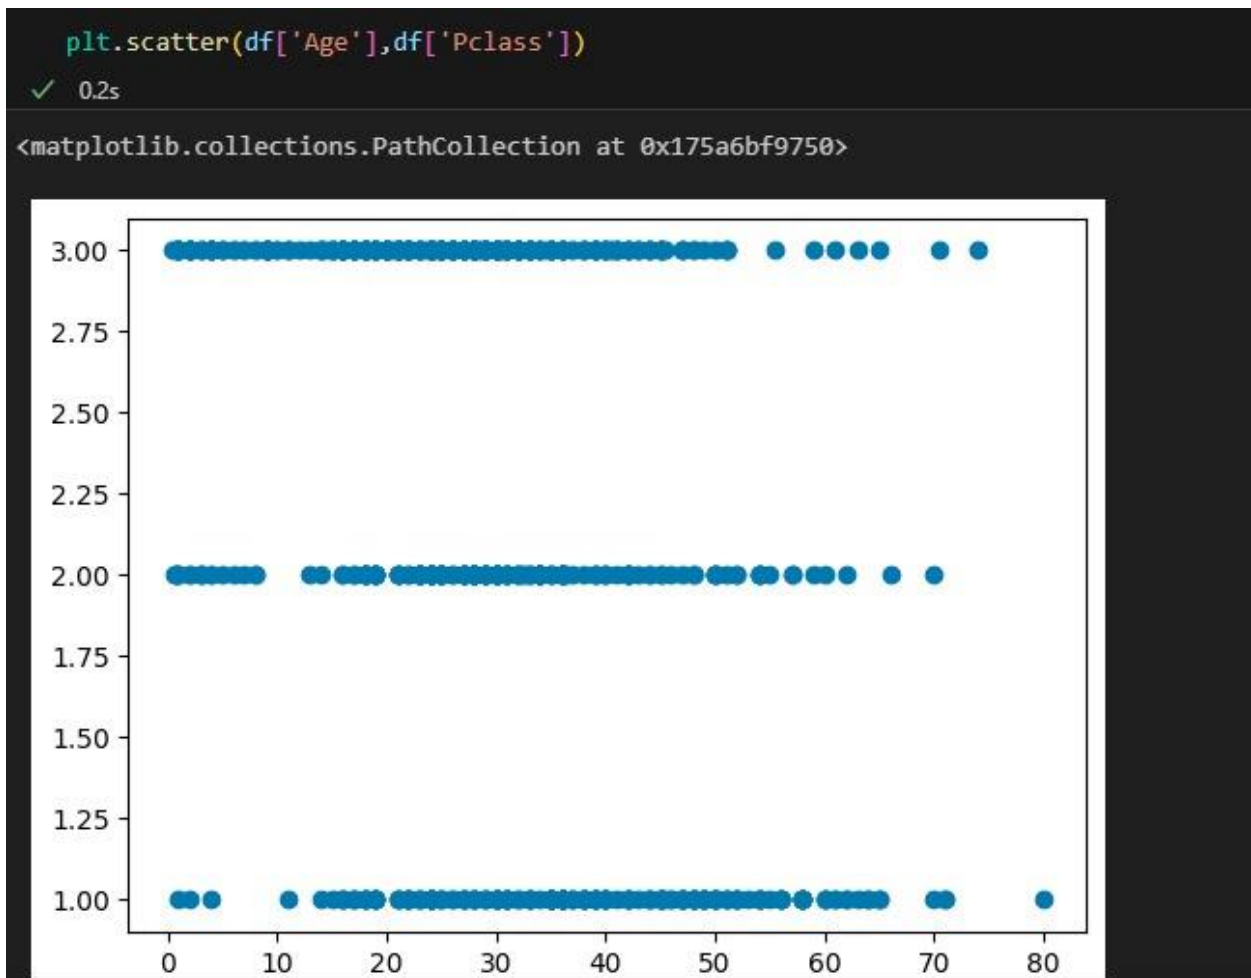 plt.scatter(df['Age'],df['Pclass'])
✓ 0.2s
<matplotlib.collections.PathCollection at 0x175a6bf9750>
3.00
2.75
2.50
2.25
2.00
1.75
1.50
1.25
1.00
0 10 20 30 40 50 60 70 80